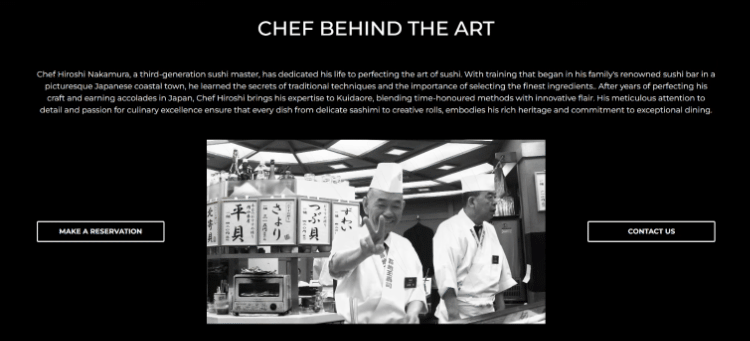 CHEF BEHIND THE ART
Chef Hiroshi Nakamura, a third-generation sushi master, has dedicated his life to perfecting the art of sushi. With training that began in his family's renowned sushi bar in a
picturesque Japanese coastal town, he learned the secrets of traditional techniques and the importance of selecting the finest ingredients.. After years of perfecting his
craft and earning accolades in Japan, Chef Hiroshi brings his expertise to Kuidaore, blending time-honoured methods with innovative flair. His meticulous attention to
detail and passion for culinary excellence ensure that every dish from delicate sashimi to creative rolls, embodies his rich heritage and commitment to exceptional dining.
平貝
さより
つぶ貝
ずわい
MAKE A RESERVATION
CONTACT US